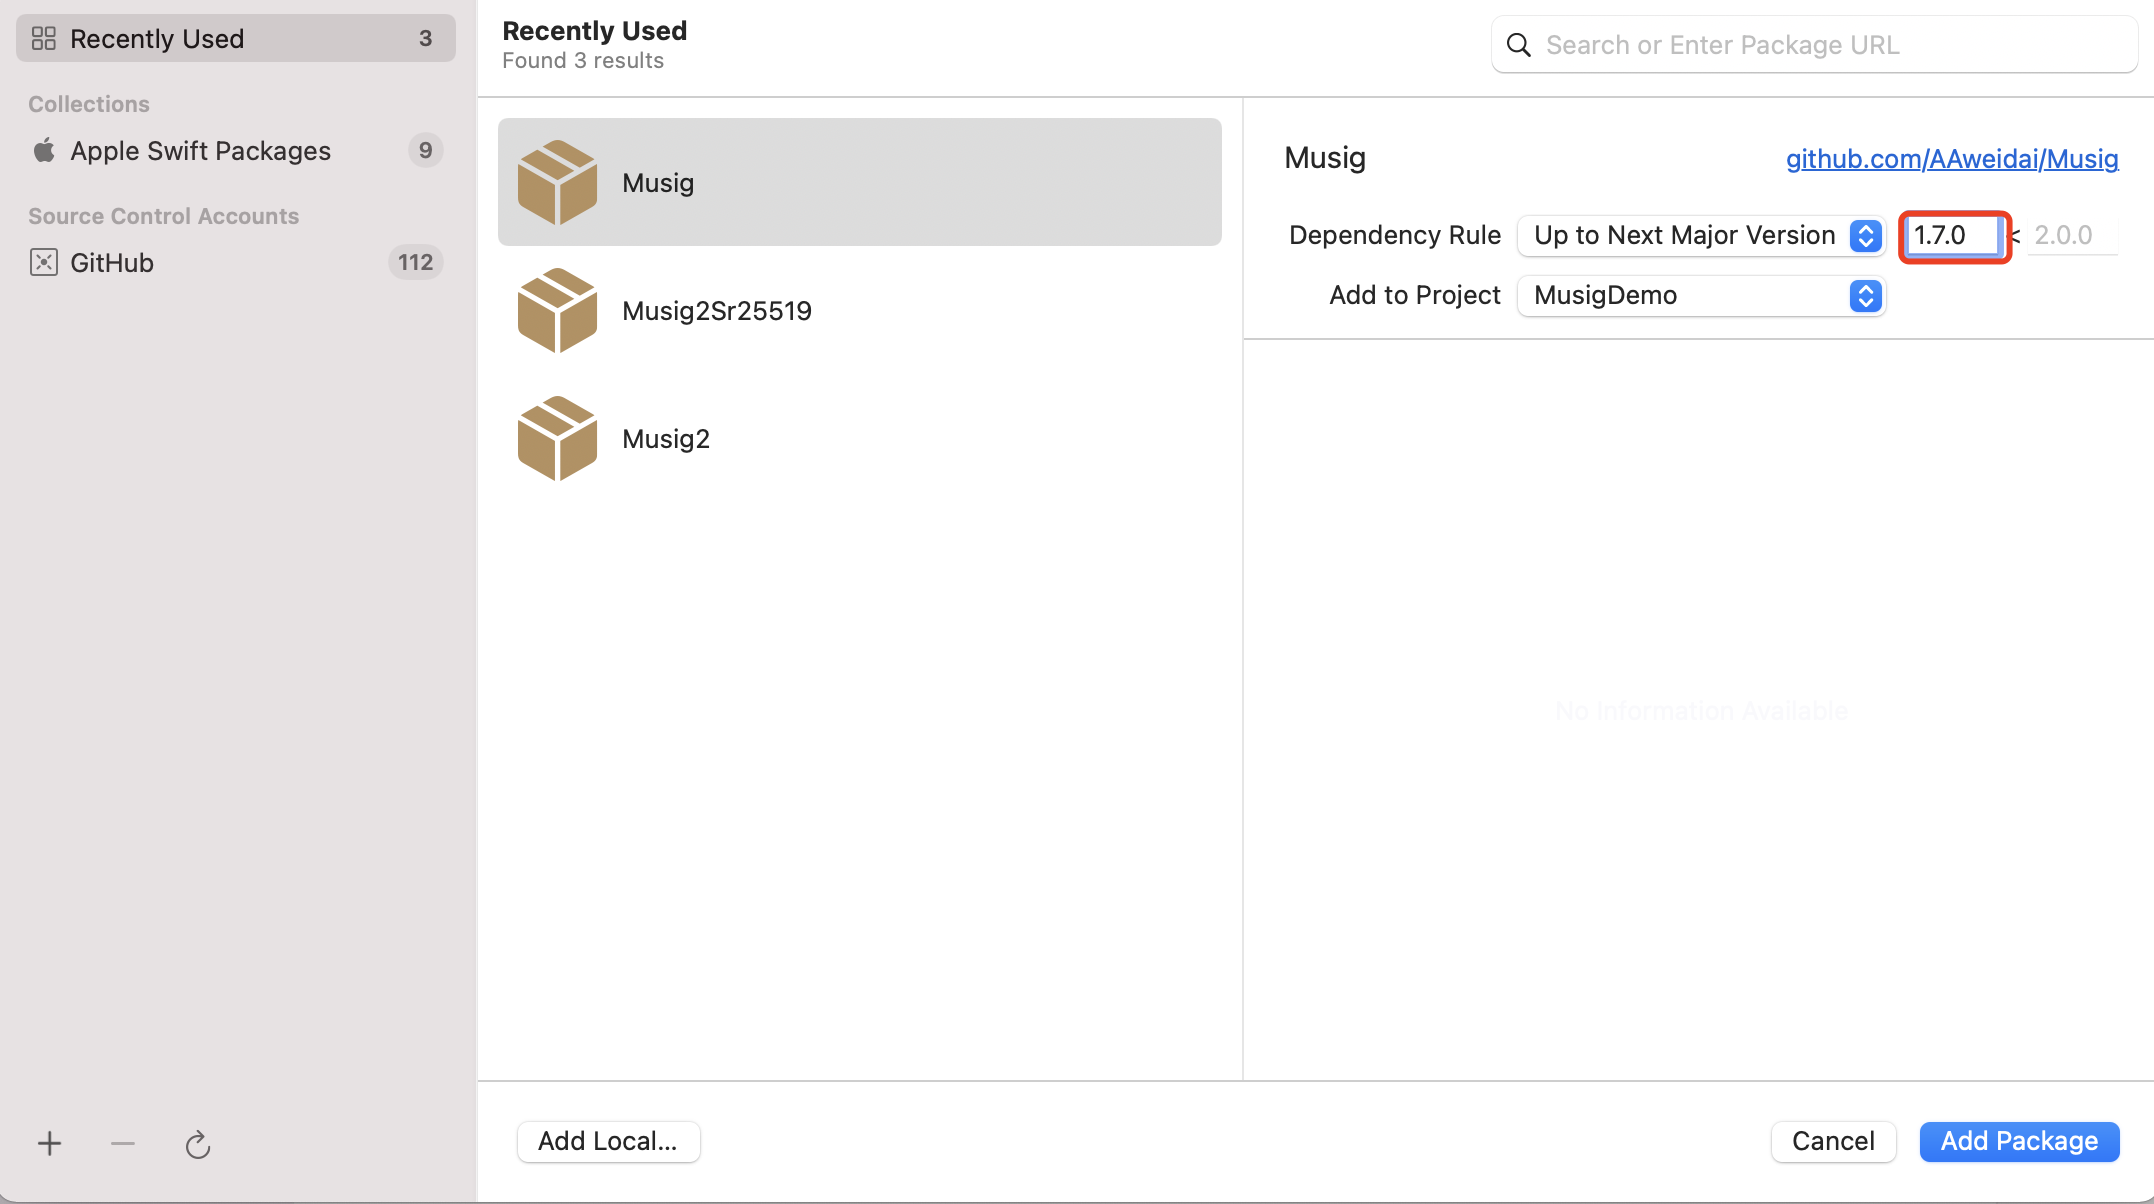 Recently Used 3
Collections
Apple Swift Packages 9
Source Control Accounts
GitHub 112
Recently Used
Found 3 results
Search or Enter Package URL
Musig
Musig2Sr25519
Musig2
Musig github.com/AAweidai/Musig
Dependency Rule Up to Next Major Version 1.7.0 < 2.0.0
Add to Project MusigDemo
No Information Available
Add Local... Cancel Add Package